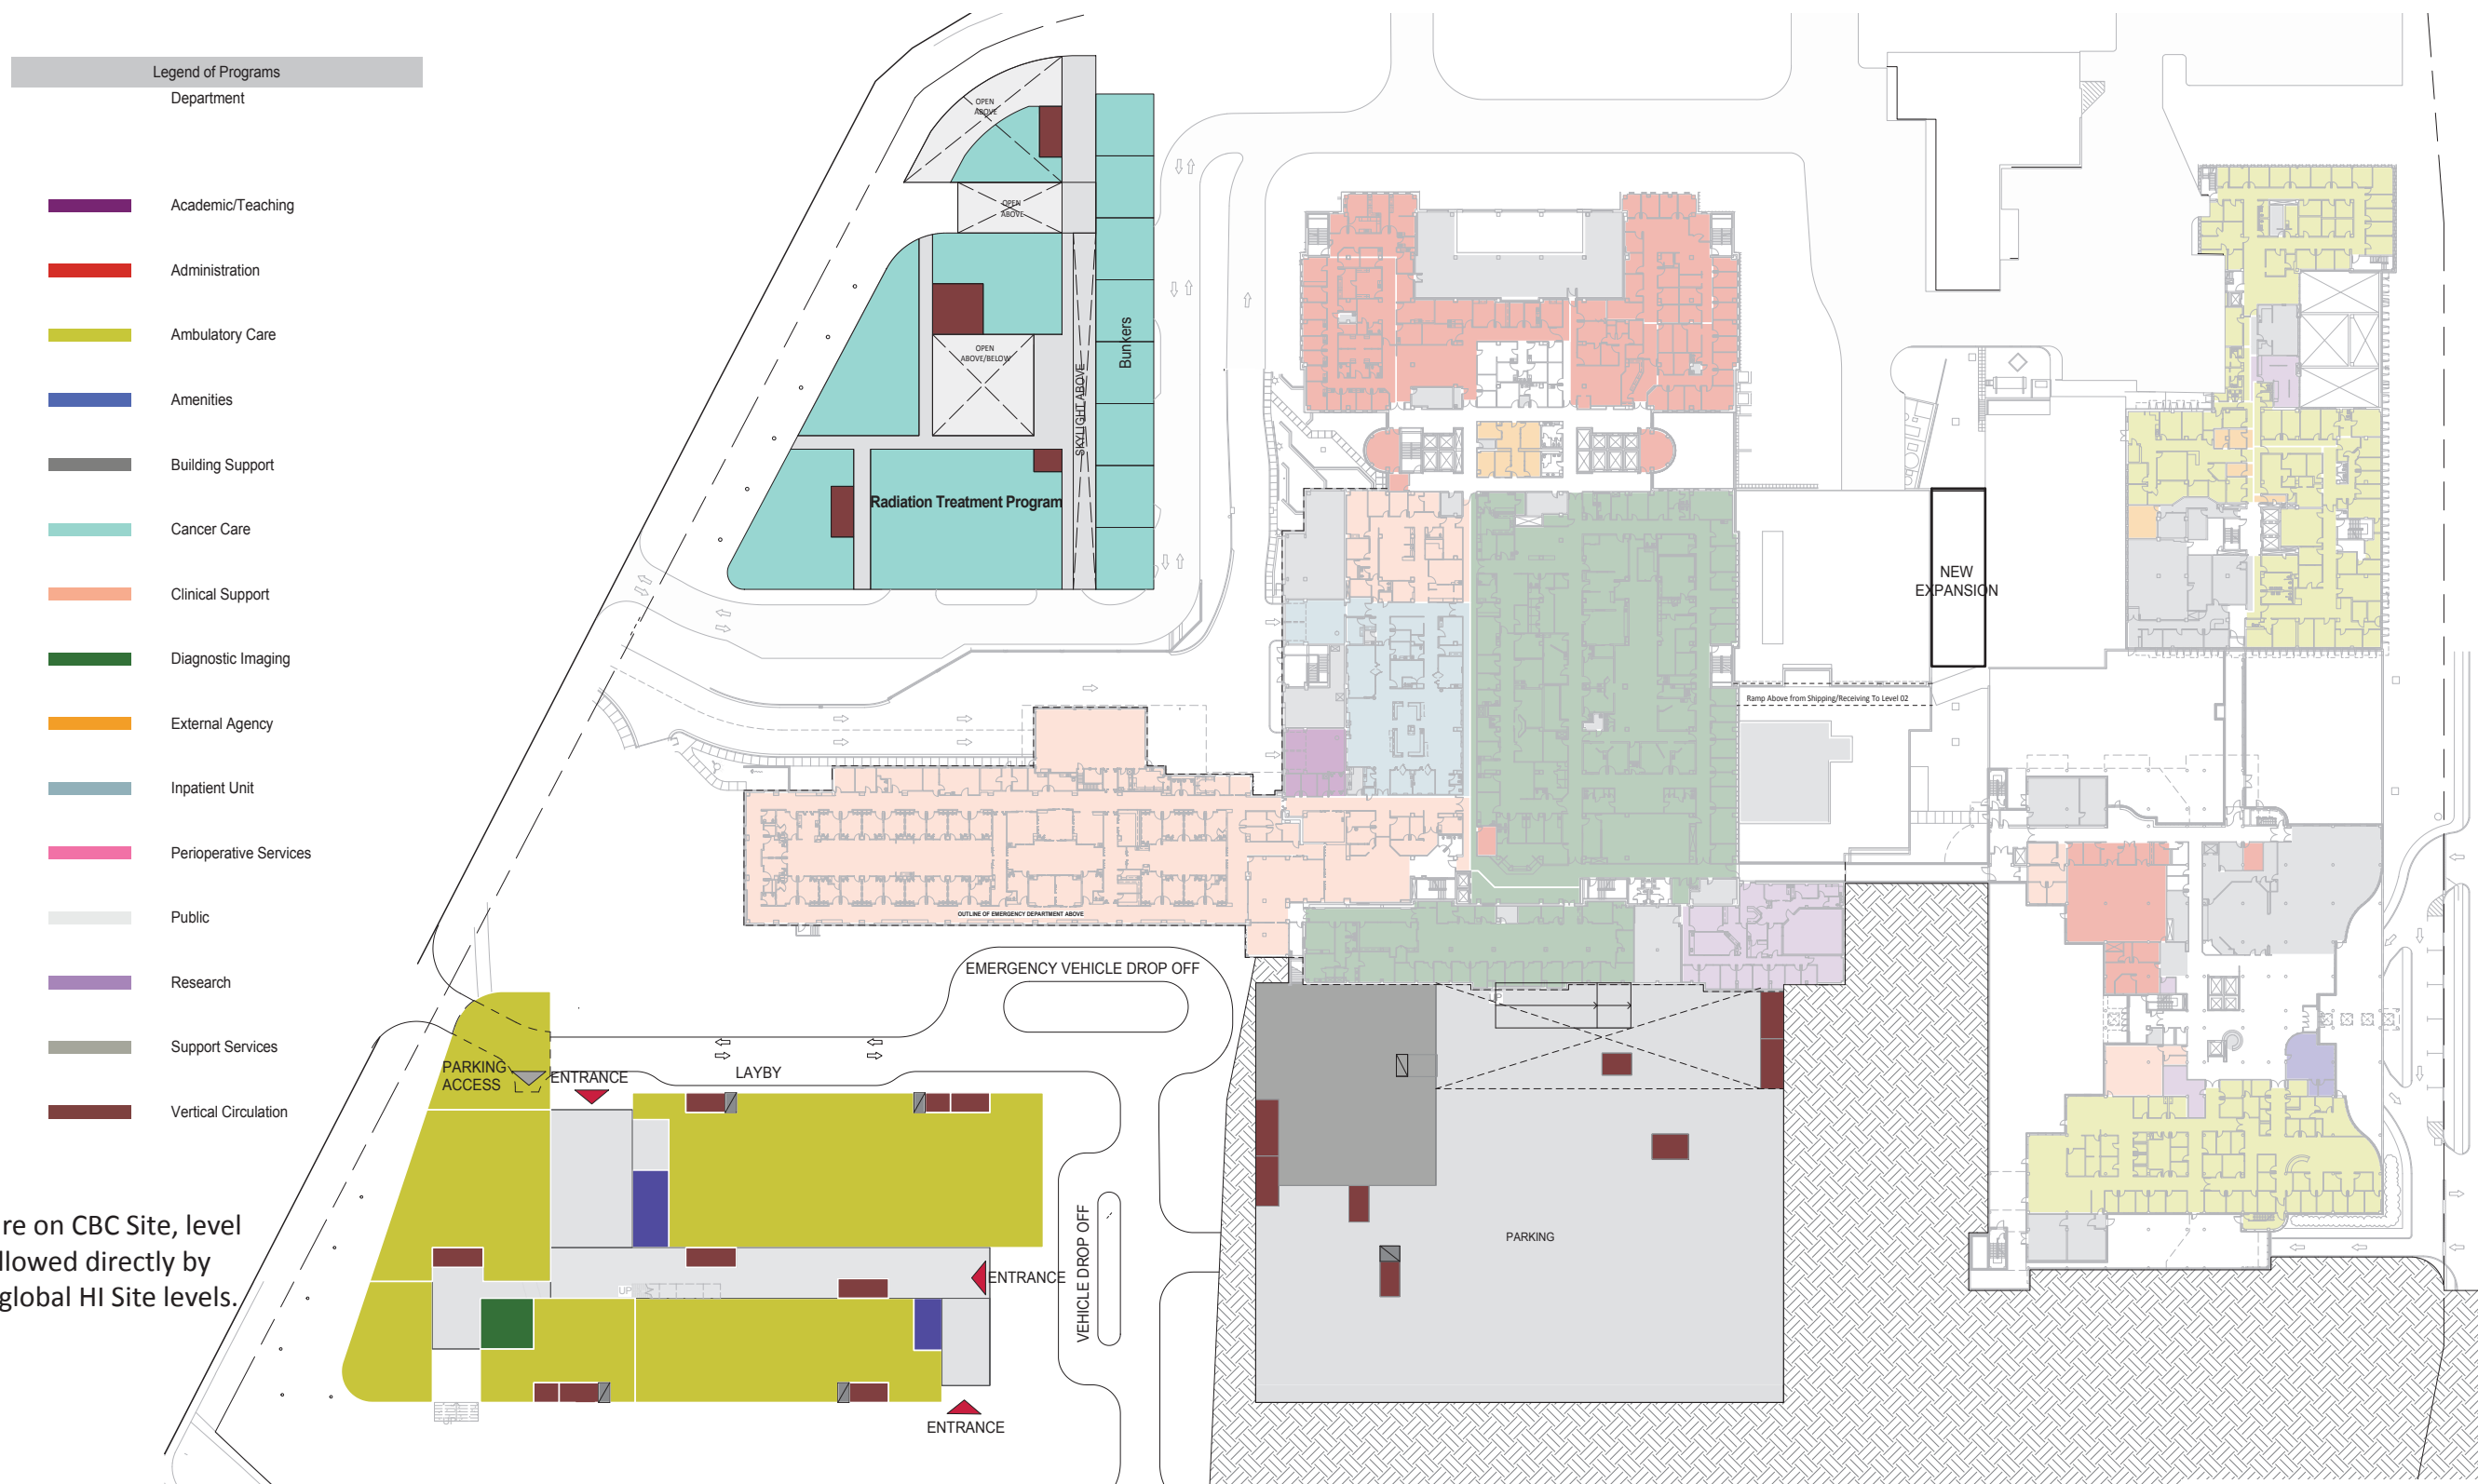 Legend of Programs
Department
Academic/Teaching
Administration
Ambulatory Care
Amenities
Building Support
Cancer Care
Clinical Support
Diagnostic Imaging
External Agency
Inpatient Unit
Perioperative Services
Public
Research
Support Services
Vertical Circulation
re on CBC Site, level
llowed directly by
global HI Site levels.
OPEN
ABOVE
OPEN
ABOVE
OPEN
ABOVE/BELOW
SKYLIGHT ABOVE
Bunkers
Radiation Treatment Program
NEW
EXPANSION
Ramp Above from Shipping/Receiving To Level 02
OUTLINE OF EMERGENCY DEPARTMENT ABOVE
EMERGENCY VEHICLE DROP OFF
PARKING
ACCESS
ENTRANCE
LAYBY
VEHICLE DROP OFF
ENTRANCE
UP
ENTRANCE
UP
PARKING